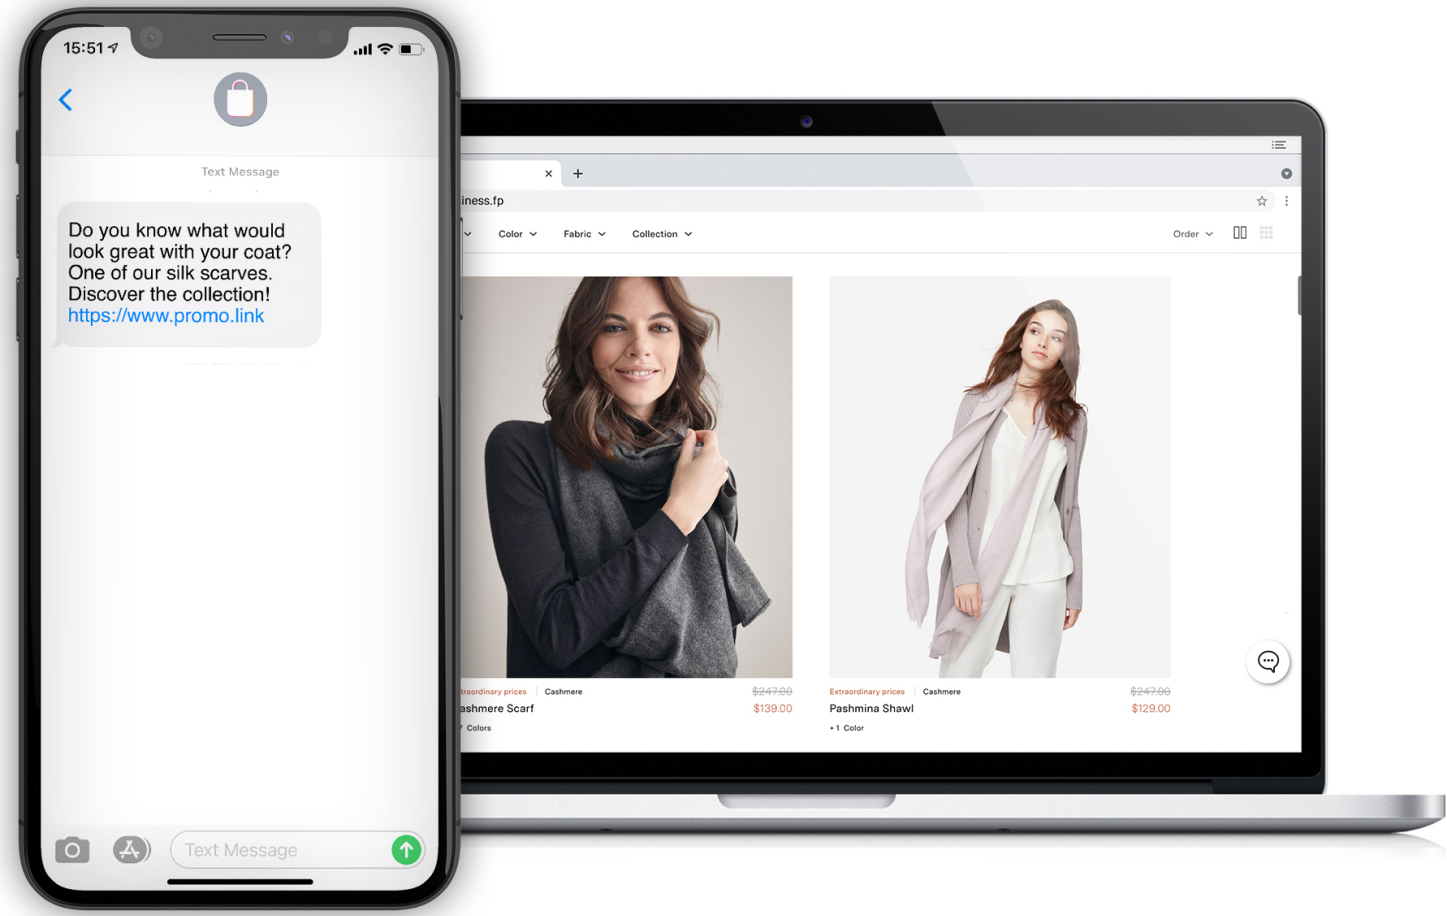 15:51
Text Message
Do you know what would
look great with your coat?
One of our silk scarves.
Discover the collection!
https://www.promo.link
Text Message
iness.fp
Color
Fabric
Collection
Order
traordinary prices
Cashmere
$247.00
ashmere Scarf
$139.00
Colors
Extraordinary prices
Cashmere
$247.00
Pashmina Shawl
$129.00
+ 1 Color